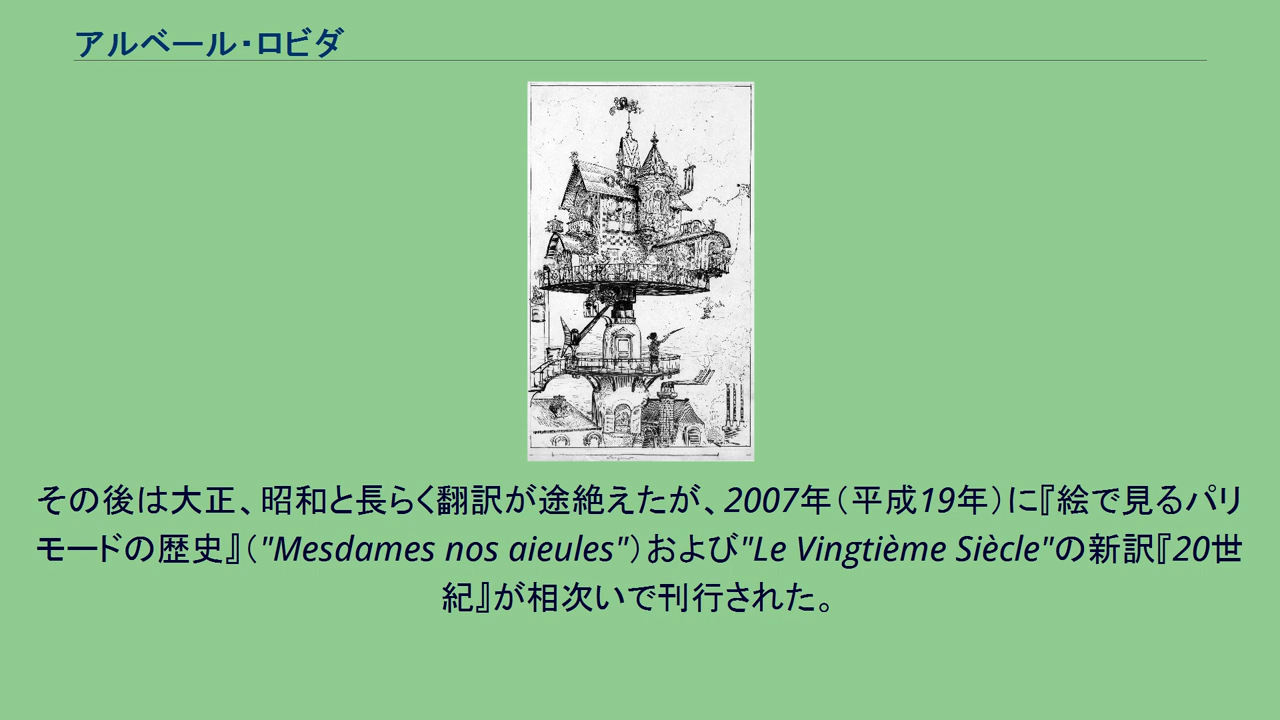 アルベール・ロビダ
その後は大正、昭和と長らく翻訳が途絶えたが、2007年（平成19年）に『絵で見るパリ
モードの歴史』（"Mesdames nos aieules"）および"Le Vingtième Siècle"の新訳『20世
紀』が相次いで刊行された。